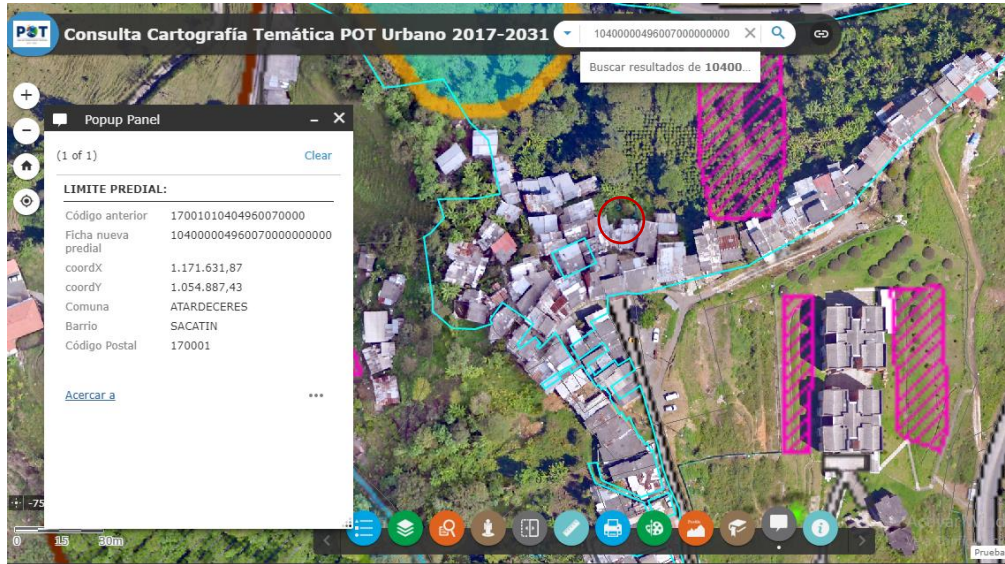 POT
Consulta Cartografía Temática POT Urbano 2017-2031
10400000496007000000000
Buscar resultados de 10400...
Popup Panel
(1 of 1)
Clear
LIMITE PREDIAL:
Código anterior 17001010404960070000
Ficha nueva predial 104000004960070000000000
coordX 1.171.631,87
coordY 1.054.887,43
Comuna ATARDECERES
Barrio SACATIN
Código Postal 170001
Acercar a
-75
0 15 30m
Prueba